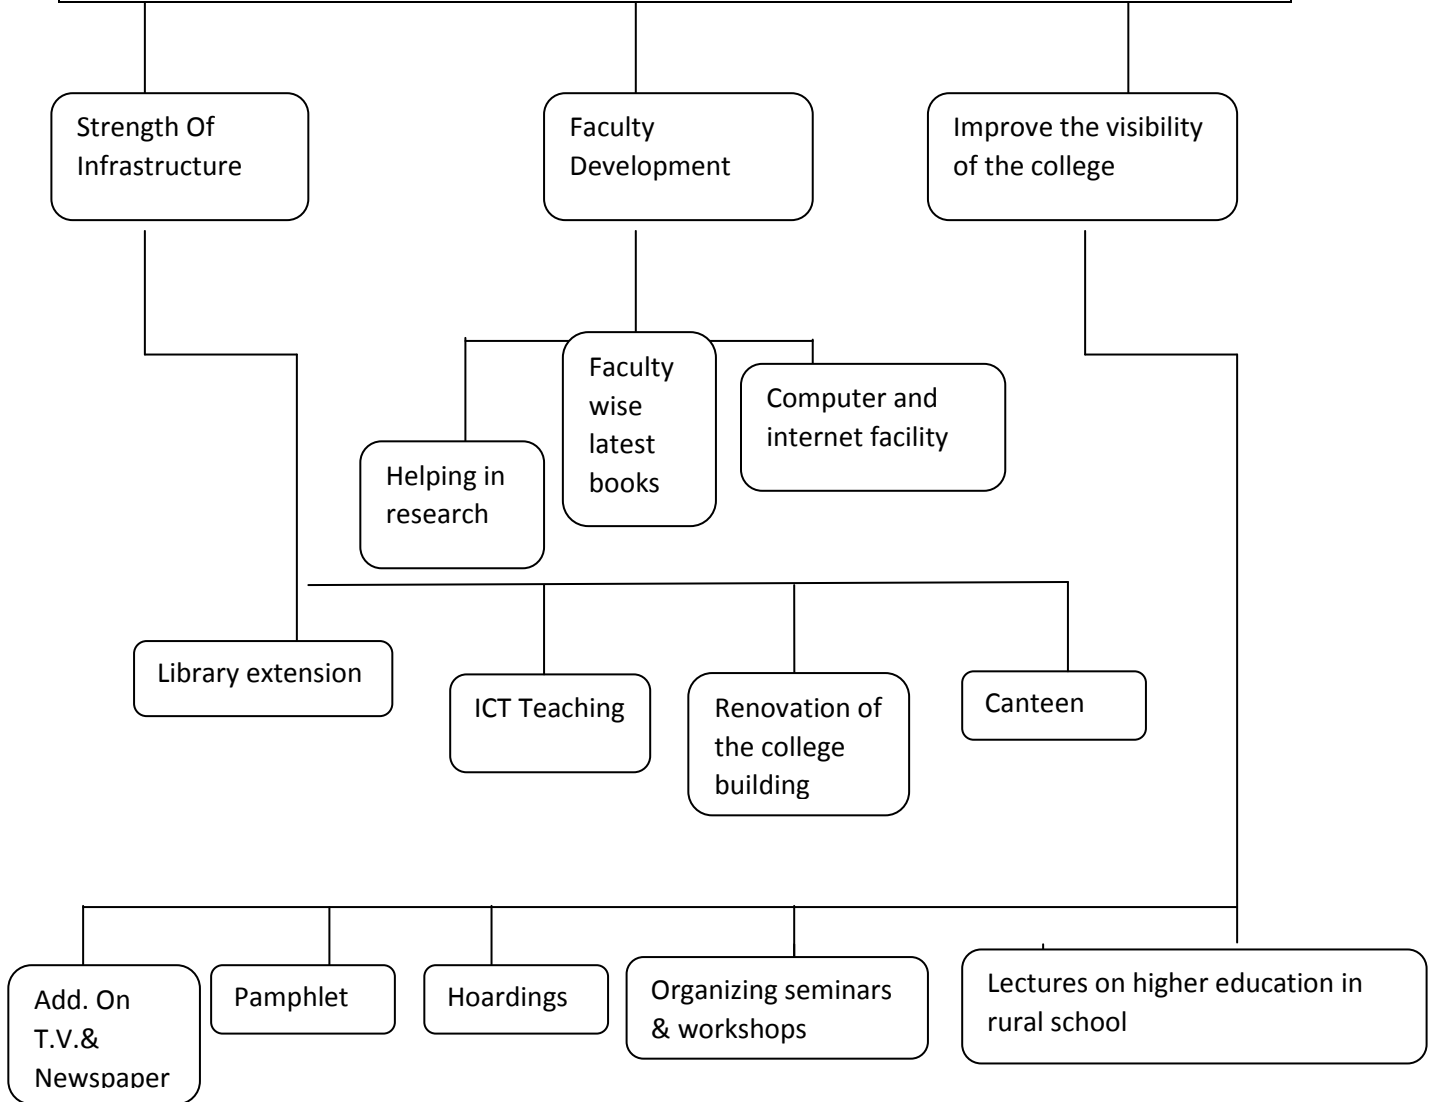 Strength Of
Infrastructure
Faculty
Development
Improve the visibility
of the college
Faculty
wise
latest
books
Computer and
internet facility
Helping in
research
Library extension
ICT Teaching
Renovation of
the college
building
Canteen
Add. On
T.V.&
Newspaper
Pamphlet
Hoardings
Organizing seminars
& workshops
Lectures on higher education in
rural school